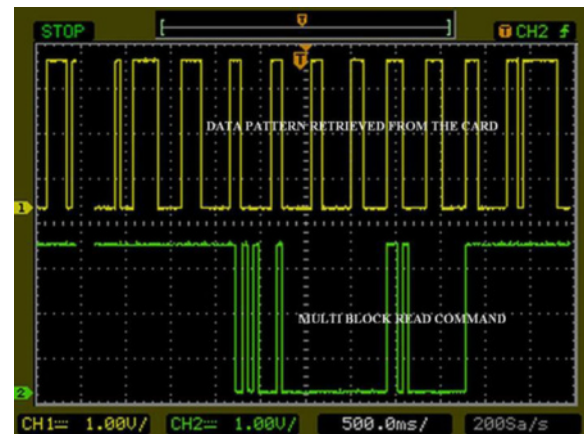 STOP [ T ] T CH2
T
DATA PATTERN RETRIEVED FROM THE CARD
1
MULTI BLOCK READ COMMAND
2
CH1 1.00V/ CH2 1.00V/ 500.0ms/ 200Sa/s